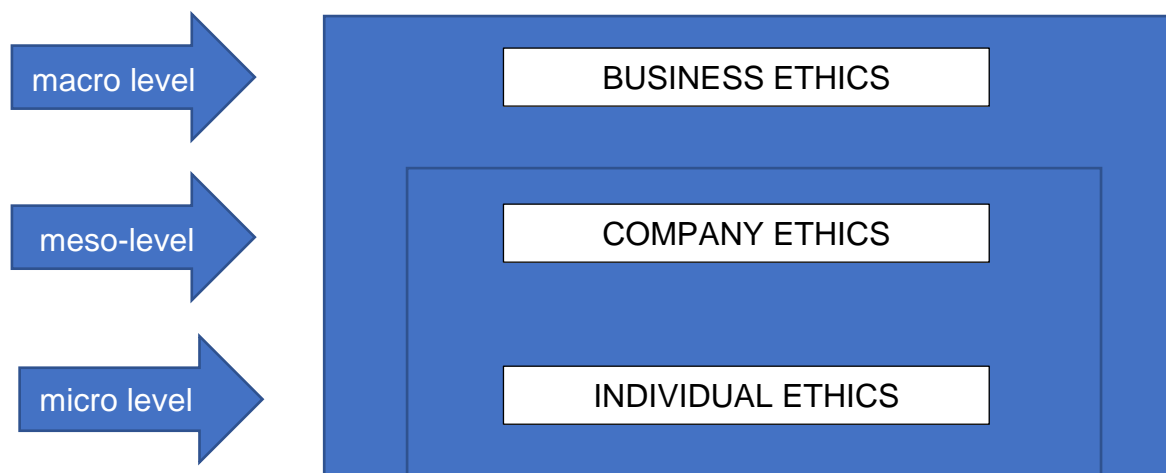 macro level
BUSINESS ETHICS
meso-level
COMPANY ETHICS
micro level
INDIVIDUAL ETHICS